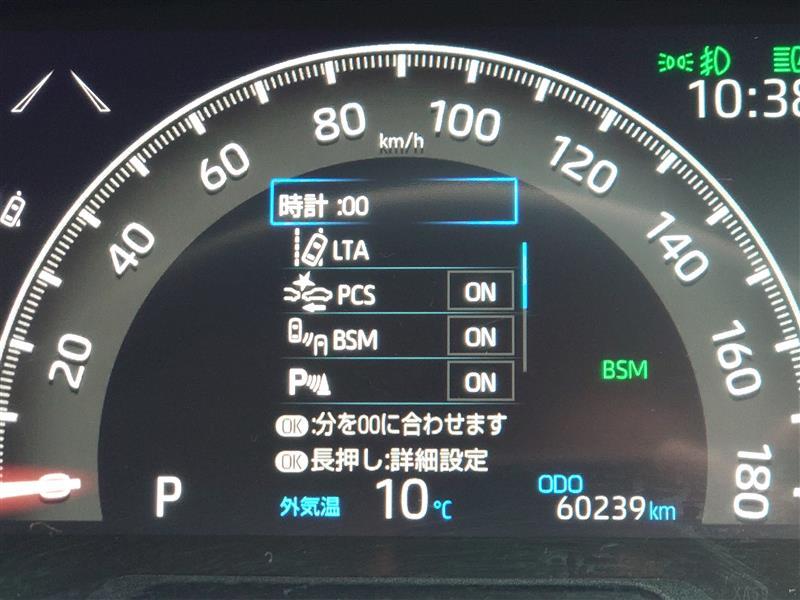 10:38
80
100
km/h
60
120
時計 :00
40
140
LTA
PCS ON
BSM ON
20
160
P ON
BSM
OK :分を00に合わせます
OK 長押し:詳細設定
180
P
外気温 10℃
ODO
60239km